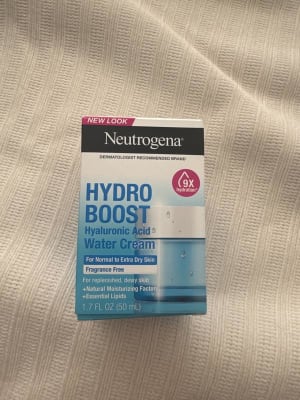 NEW LOOK
Neutrogena®
DERMATOLOGIST RECOMMENDED BRAND
9X
hydration
HYDRO
BOOST
Hyaluronic Acid
Water Cream
For Normal to Extra Dry Skin
Fragrance Free
For replenished, dewy skin
+Natural Moisturizing Factors
+Essential Lipids
1.7 FL OZ (50 mL)